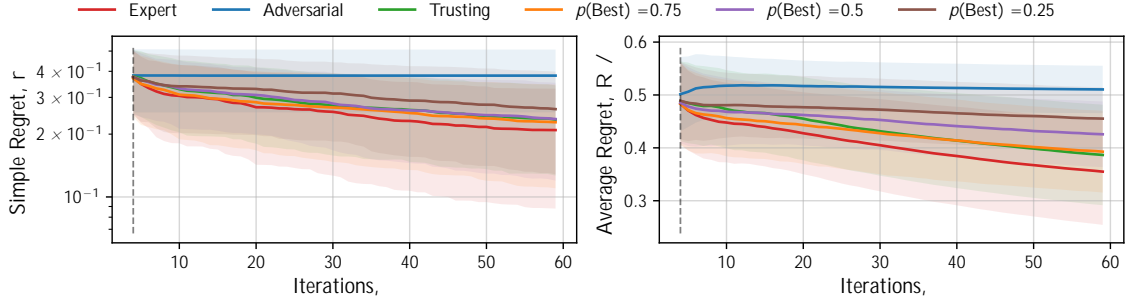 Expert Adversarial Trusting p(Best) =0.75 p(Best) =0.5 p(Best) =0.25
Simple Regret, r
4 × 10⁻¹
3 × 10⁻¹
2 × 10⁻¹
10⁻¹
10 20 30 40 50 60
Iterations,
Average Regret, R /
0.6
0.5
0.4
0.3
10 20 30 40 50 60
Iterations,